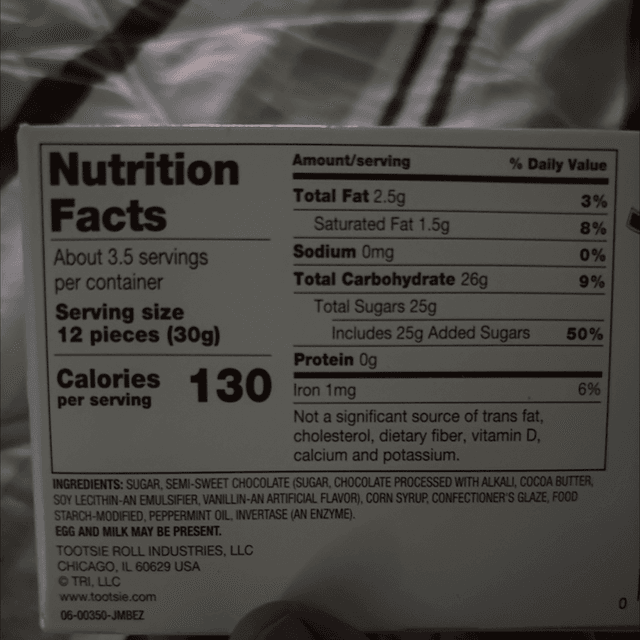 Nutrition
Facts
About 3.5 servings
per container
Serving size
12 pieces (30g)
Calories 130
per serving
Amount/serving % Daily Value
Total Fat 2.5g 3%
Saturated Fat 1.5g 8%
Sodium 0mg 0%
Total Carbohydrate 26g 9%
Total Sugars 25g
Includes 25g Added Sugars 50%
Protein 0g
Iron 1mg 6%
Not a significant source of trans fat,
cholesterol, dietary fiber, vitamin D,
calcium and potassium.
INGREDIENTS: SUGAR, SEMI-SWEET CHOCOLATE (SUGAR, CHOCOLATE PROCESSED WITH ALKALI, COCOA BUTTER,
SOY LECITHIN-AN EMULSIFIER, VANILLIN-AN ARTIFICIAL FLAVOR), CORN SYRUP, CONFECTIONER'S GLAZE, FOOD
STARCH-MODIFIED, PEPPERMINT OIL, INVERTASE (AN ENZYME).
EGG AND MILK MAY BE PRESENT.
TOOTSIE ROLL INDUSTRIES, LLC
CHICAGO, IL 60629 USA
© TRI, LLC
www.tootsie.com
06-00350-JMBEZ
0